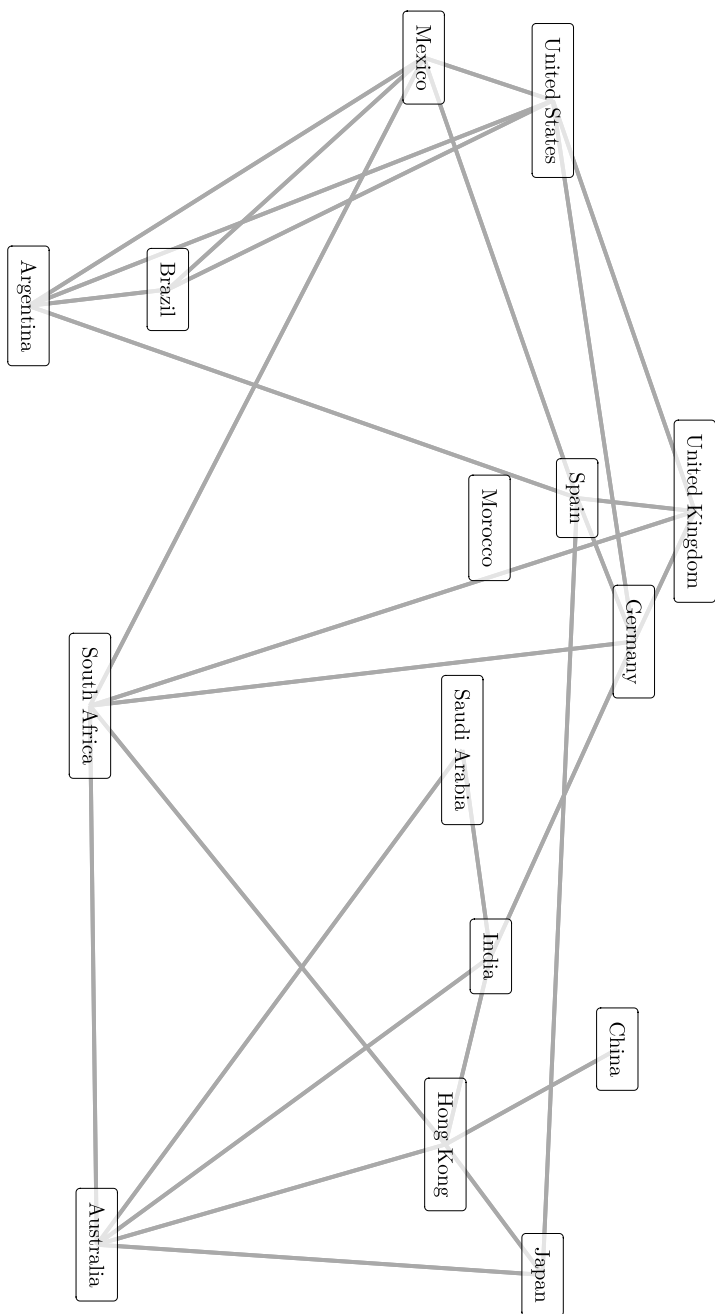 United Kingdom
Germany
China
United States
Spain
Japan
Morocco
India
Saudi Arabia
Hong Kong
Mexico
Brazil
South Africa
Australia
Argentina